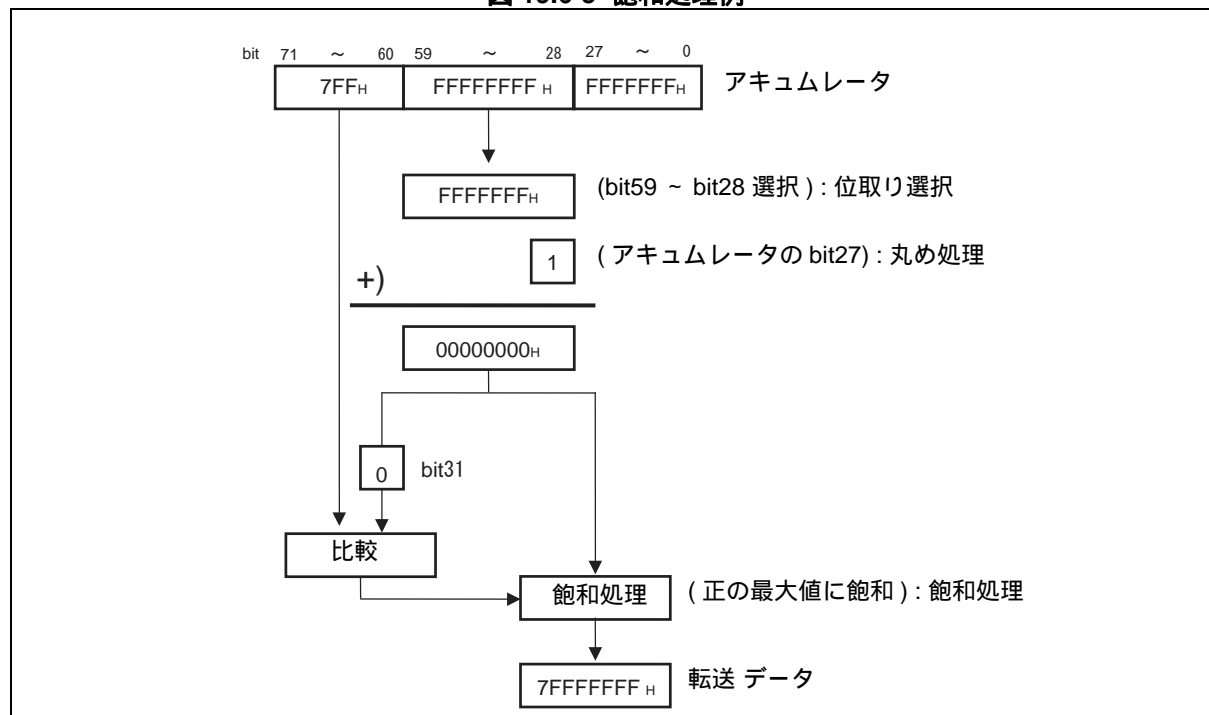 bit 71 ～ 60 59 ～ 28 27 ～ 0
7FFH FFFFFFFF H FFFFFFFH アキュムレータ
FFFFFFFH (bit59 ~ bit28 選択 ) : 位取り選択
1 ( アキュムレータの bit27) : 丸め処理
+)
00000000H
0 bit31
比較
飽和処理 ( 正の最大値に飽和 ) : 飽和処理
7FFFFFFF H 転送 データ